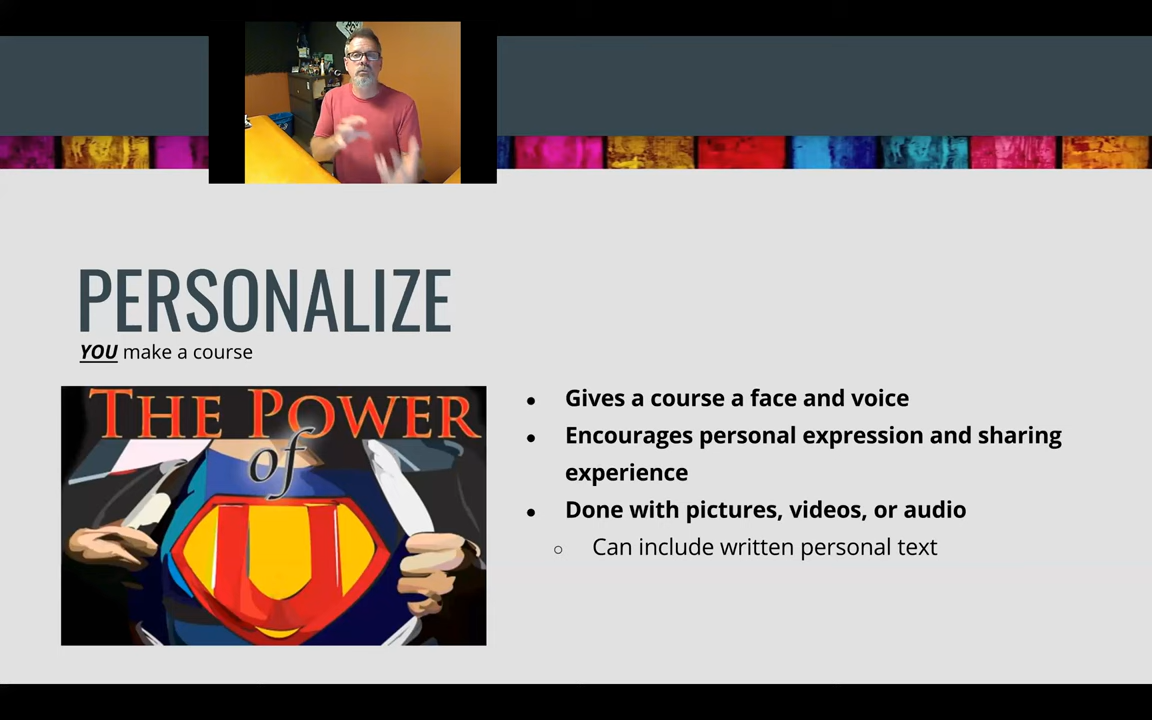 PERSONALIZE
YOU make a course
THE POWER
of
U
● Gives a course a face and voice
● Encourages personal expression and sharing
experience
● Done with pictures, videos, or audio
○ Can include written personal text